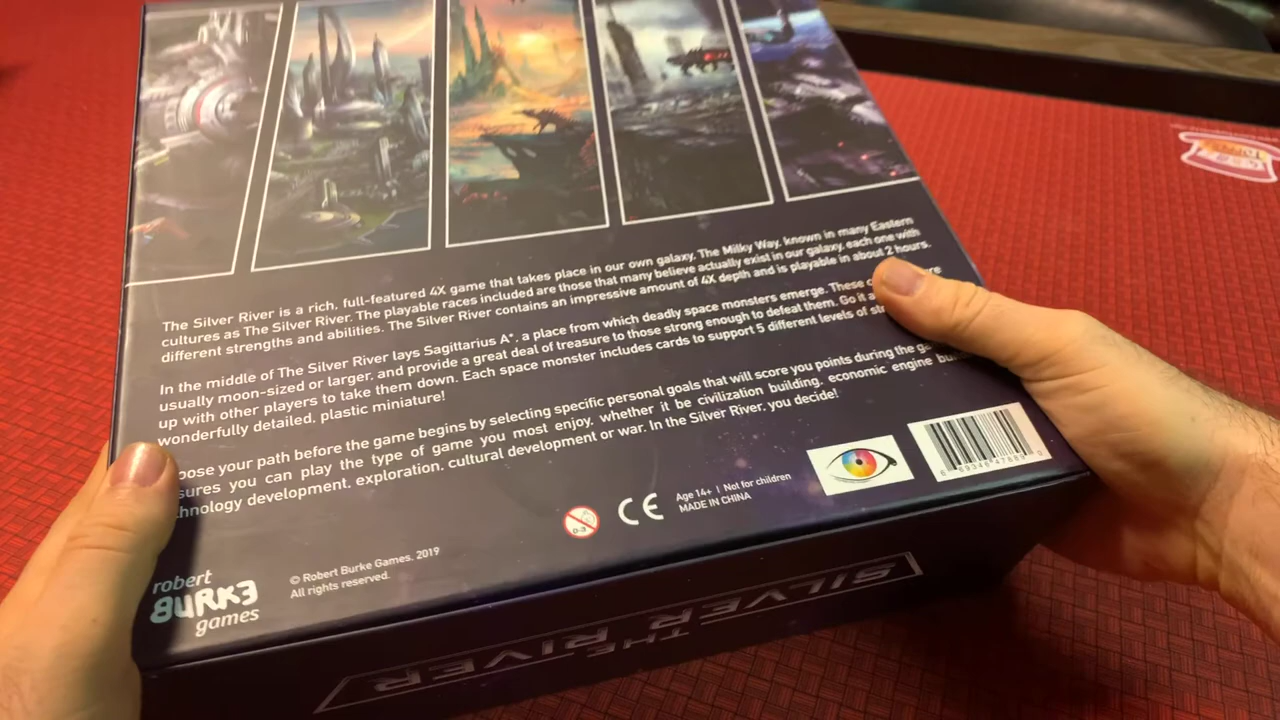 The Silver River is a rich, full-featured 4X game that takes place in our own galaxy. The Milky Way, known in many Eastern
cultures as The Silver River. The playable races included are those that many believe actually exist in our galaxy, each one with
different strengths and abilities. The Silver River contains an impressive amount of 4X depth and is playable in about 2 hours.
In the middle of The Silver River lays Sagittarius A*, a place from which deadly space monsters emerge. These
usually moon-sized or larger, and provide a great deal of treasure to those strong enough to defeat them. Go it
up with other players to take them down. Each space monster includes cards to support 5 different levels of
wonderfully detailed, plastic miniature!
oose your path before the game begins by selecting specific personal goals that will score you points during the
sures you can play the type of game you most enjoy, whether it be civilization building, economic engine
hnology development, exploration, cultural development or war. In the Silver River, you decide!
0-3
CE
Age 14+ | Not for children
MADE IN CHINA
robert
BURKE
games
© Robert Burke Games, 2019
All rights reserved.
THE
SILVER RIVER